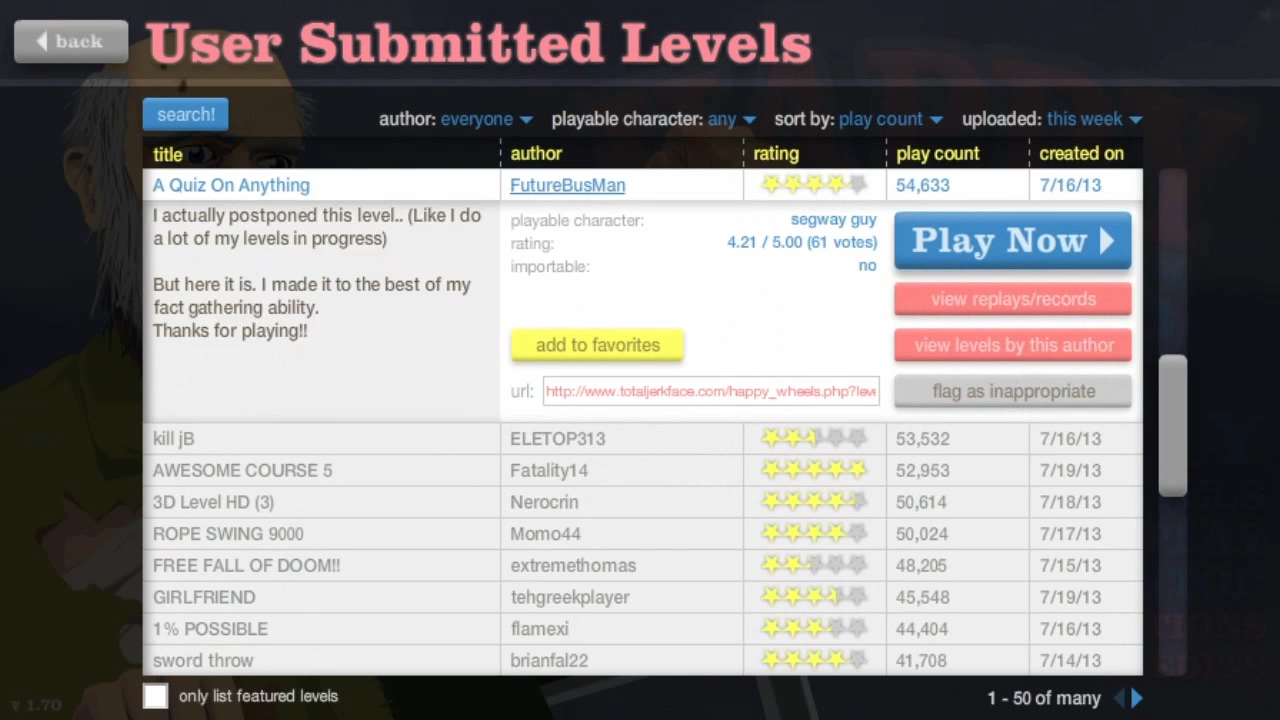 back
User Submitted Levels
search!
author: everyone playable character: any sort by: play count uploaded: this week
title author rating play count created on
A Quiz On Anything FutureBusMan 54,633 7/16/13
I actually postponed this level.. (Like I do
a lot of my levels in progress)
But here it is. I made it to the best of my
fact gathering ability.
Thanks for playing!!
playable character: segway guy
rating: 4.21 / 5.00 (61 votes)
importable: no
add to favorites
url: http://www.totaljerkface.com/happy_wheels.php?lev
Play Now
view replays/records
view levels by this author
flag as inappropriate
kill jB ELETOP313 53,532 7/16/13
AWESOME COURSE 5 Fatality14 52,953 7/19/13
3D Level HD (3) Nerocrin 50,614 7/18/13
ROPE SWING 9000 Momo44 50,024 7/17/13
FREE FALL OF DOOM!! extremethomas 48,205 7/15/13
GIRLFRIEND tehgreekplayer 45,548 7/19/13
1% POSSIBLE flamexi 44,404 7/16/13
sword throw brianfal22 41,708 7/14/13
only list featured levels
1 - 50 of many
v 1.70